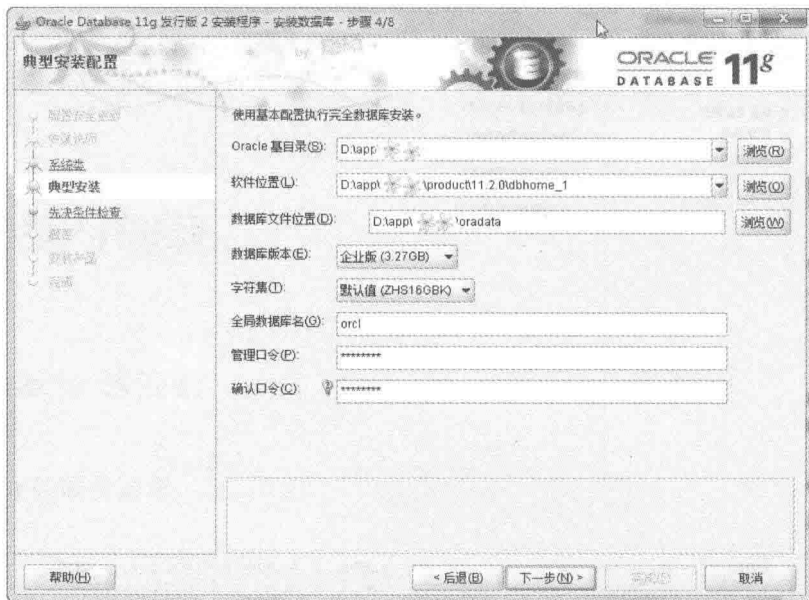 Oracle Database 11g 发行版 2 安装程序 - 安装数据库 - 步骤 4/8
典型安装配置
ORACLE
DATABASE
11g
系统类
典型安装
先决条件检查
使用基本配置执行完全数据库安装。
Oracle 基目录(S): D:\app 浏览(R)
软件位置(L): D:\app\ \product\11.2.0\dbhome_1 浏览(O)
数据库文件位置(D): D:\app\ \oradata 浏览(W)
数据库版本(E): 企业版 (3.27GB)
字符集(T): 默认值 (ZHS16GBK)
全局数据库名(G): orcl
管理口令(P): ********
确认口令(C): ********
帮助(H) < 后退(B) 下一步(N) > 取消